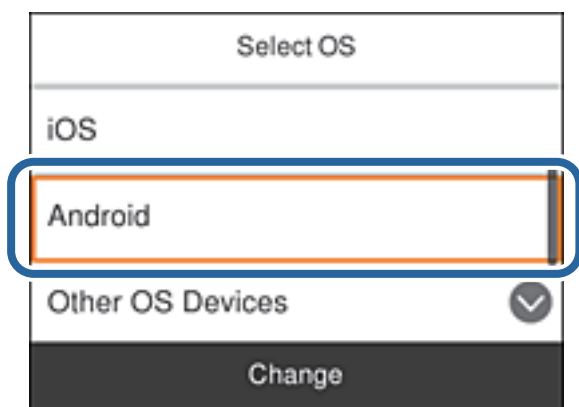 Select OS
iOS
Android
Other OS Devices
Change